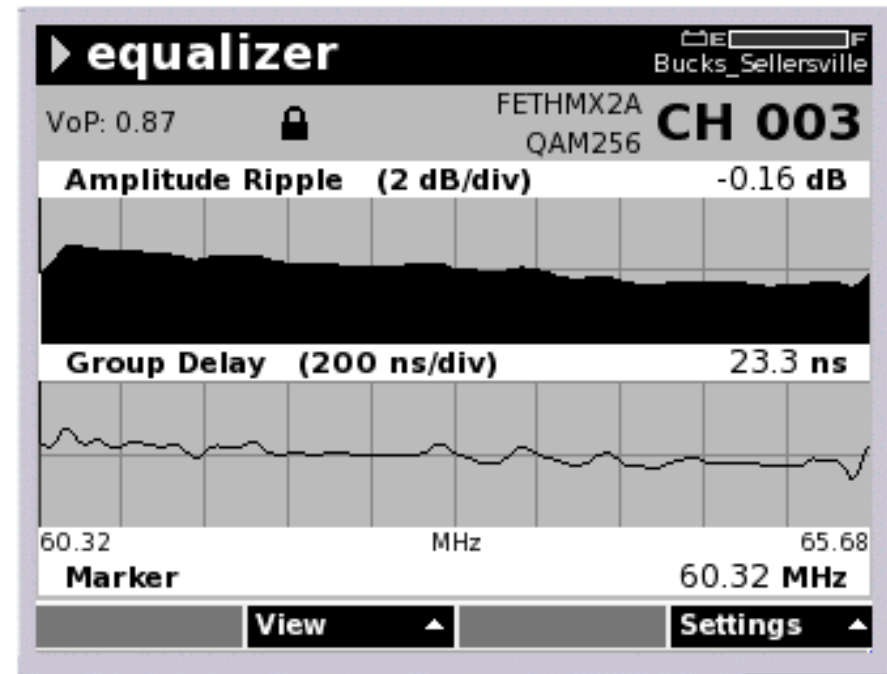 equalizer
E F
Bucks_Sellersville
VoP: 0.87
FETHMX2A
QAM256
CH 003
Amplitude Ripple (2 dB/div) -0.16 dB
Group Delay (200 ns/div) 23.3 ns
60.32 MHz 65.68
Marker 60.32 MHz
View Settings